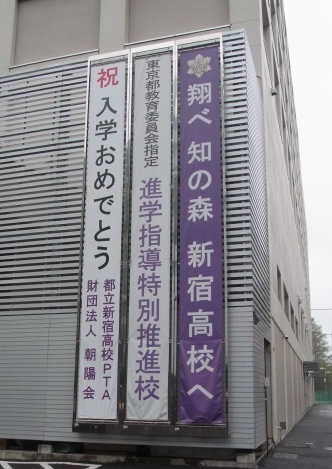 翔べ 知の森 新宿高校へ
東京都教育委員会指定
進学指導特別推進校
祝 入学おめでとう
都立新宿高校PTA
財団法人 朝陽会